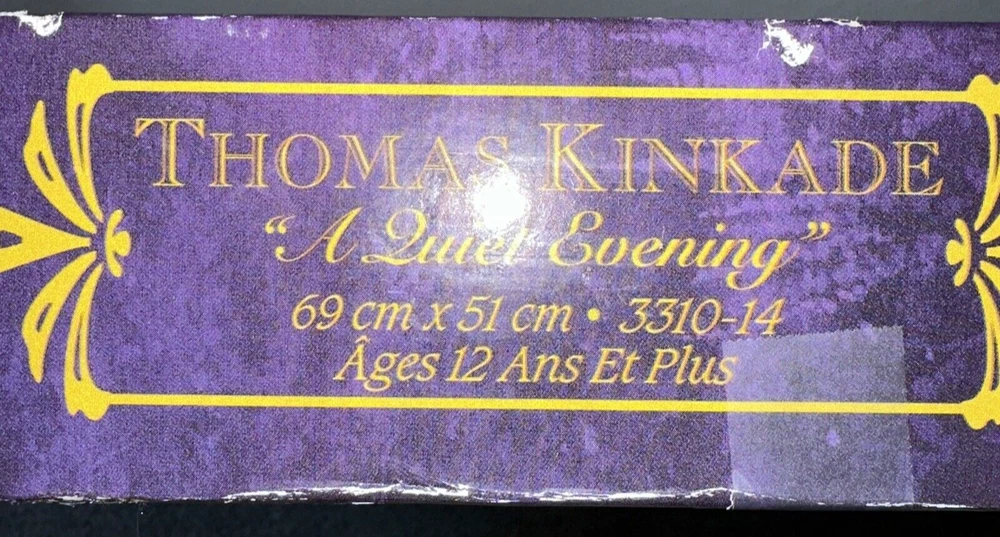 THOMAS KINKADE
“A Quiet Evening”
69 cm x 51 cm • 3310-14
Âges 12 Ans Et Plus